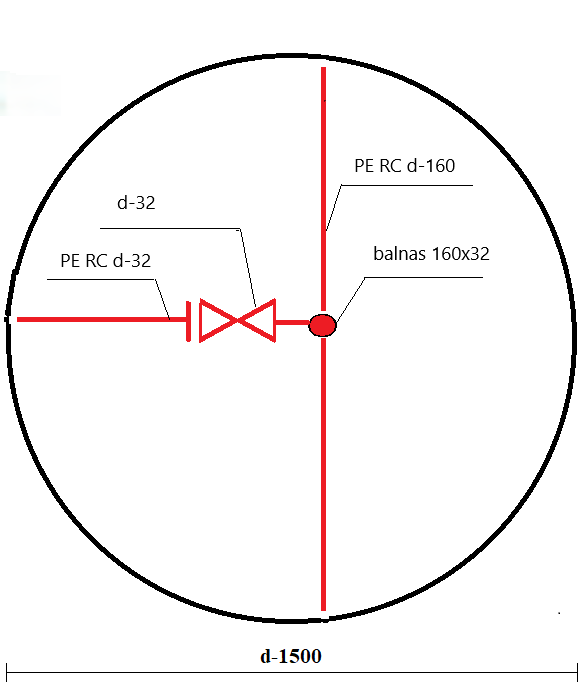 PE RC d-160
d-32
balnas 160x32
PE RC d-32
d-1500